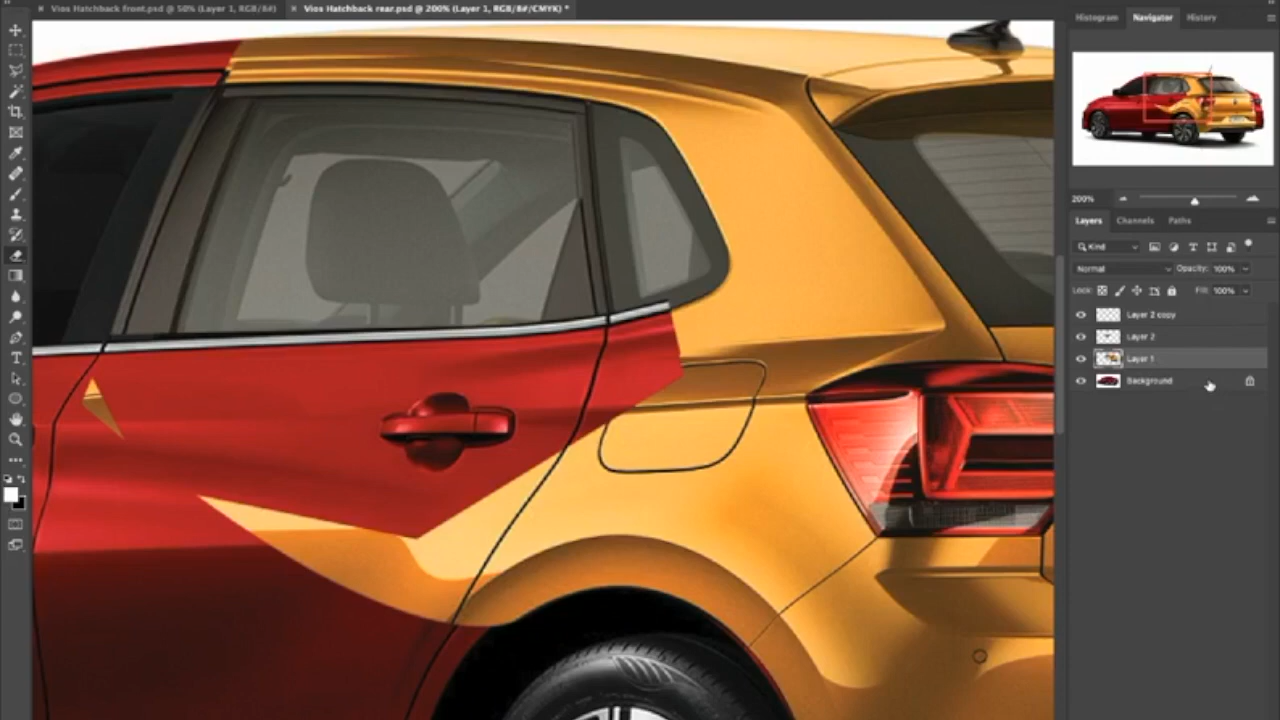 Vios Hatchback front.psd @ 50% (Layer 1, RGB/8#)
Vios Hatchback rear.psd @ 200% (Layer 1, RGB/8#/CMYK) *
Histogram Navigator History
200%
Layers Channels Paths
Kind
Normal Opacity: 100%
Lock: Fill: 100%
Layer 2 copy
Layer 2
Layer 1
Background